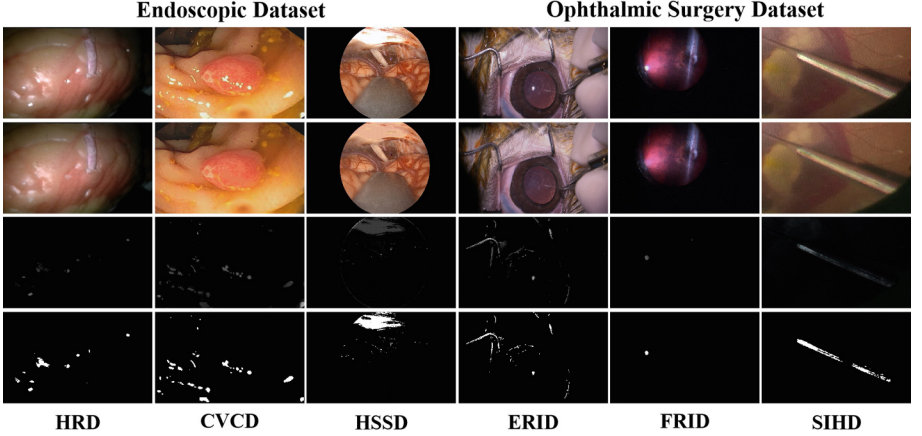 Endoscopic Dataset Ophthalmic Surgery Dataset
HRD CVCD HSSD ERID FRID SIHD